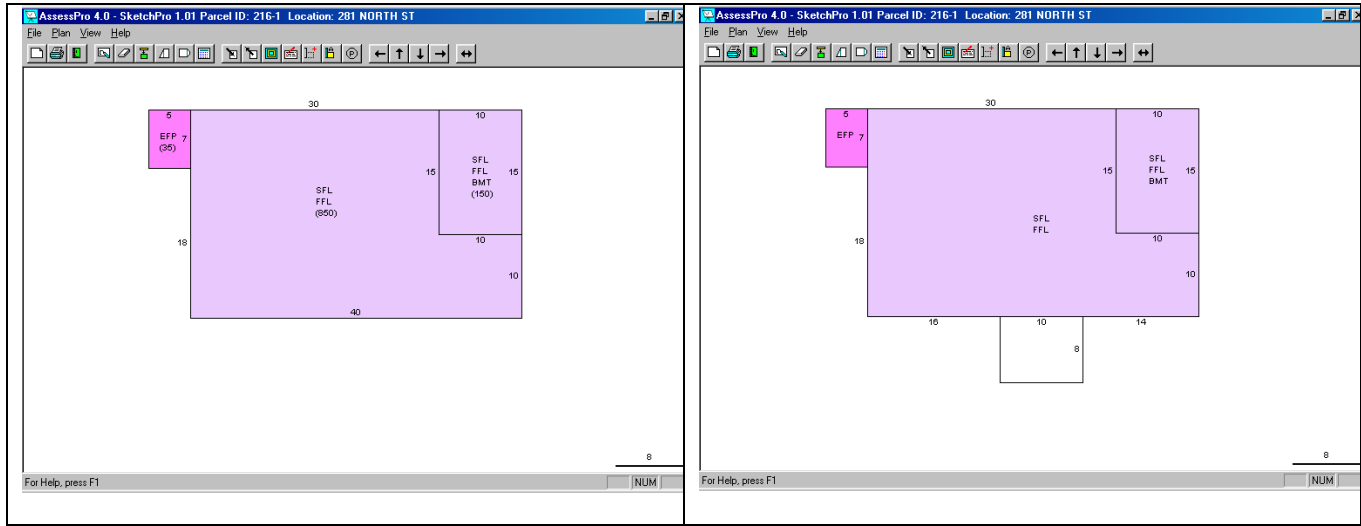 AssessPro 4.0 - SketchPro 1.01 Parcel ID: 216-1 Location: 281 NORTH ST
File Plan View Help
P
30
5
10
EFP 7
(35)
SFL
FFL
BMT
(150)
15
15
SFL
FFL
(850)
18
10
10
40
8
For Help, press F1
NUM
AssessPro 4.0 - SketchPro 1.01 Parcel ID: 216-1 Location: 281 NORTH ST
File Plan View Help
P
30
5
10
EFP 7
SFL
FFL
BMT
15
15
SFL
FFL
18
10
10
16
10
14
8
8
For Help, press F1
NUM